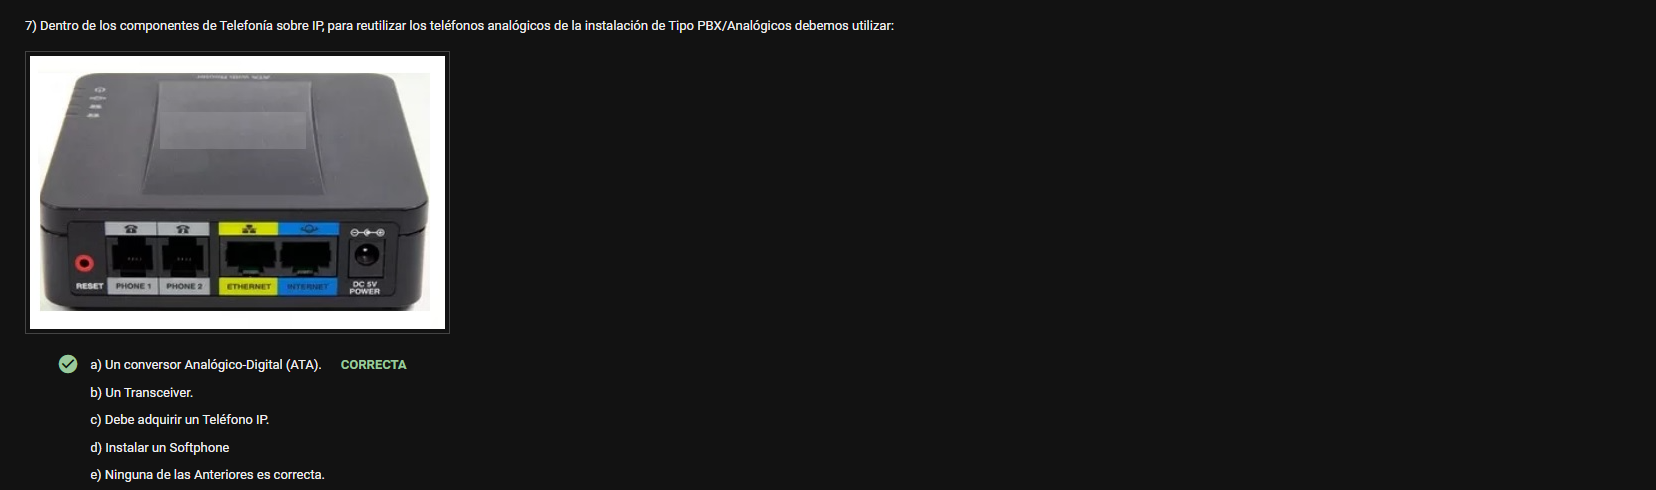 7) Dentro de los componentes de Telefonía sobre IP, para reutilizar los teléfonos analógicos de la instalación de Tipo PBX/Analógicos debemos utilizar:
RESET PHONE 1 PHONE 2 ETHERNET INTERNET DC 5V
POWER
a) Un conversor Analógico-Digital (ATA). CORRECTA
b) Un Transceiver.
c) Debe adquirir un Teléfono IP.
d) Instalar un Softphone
e) Ninguna de las Anteriores es correcta.